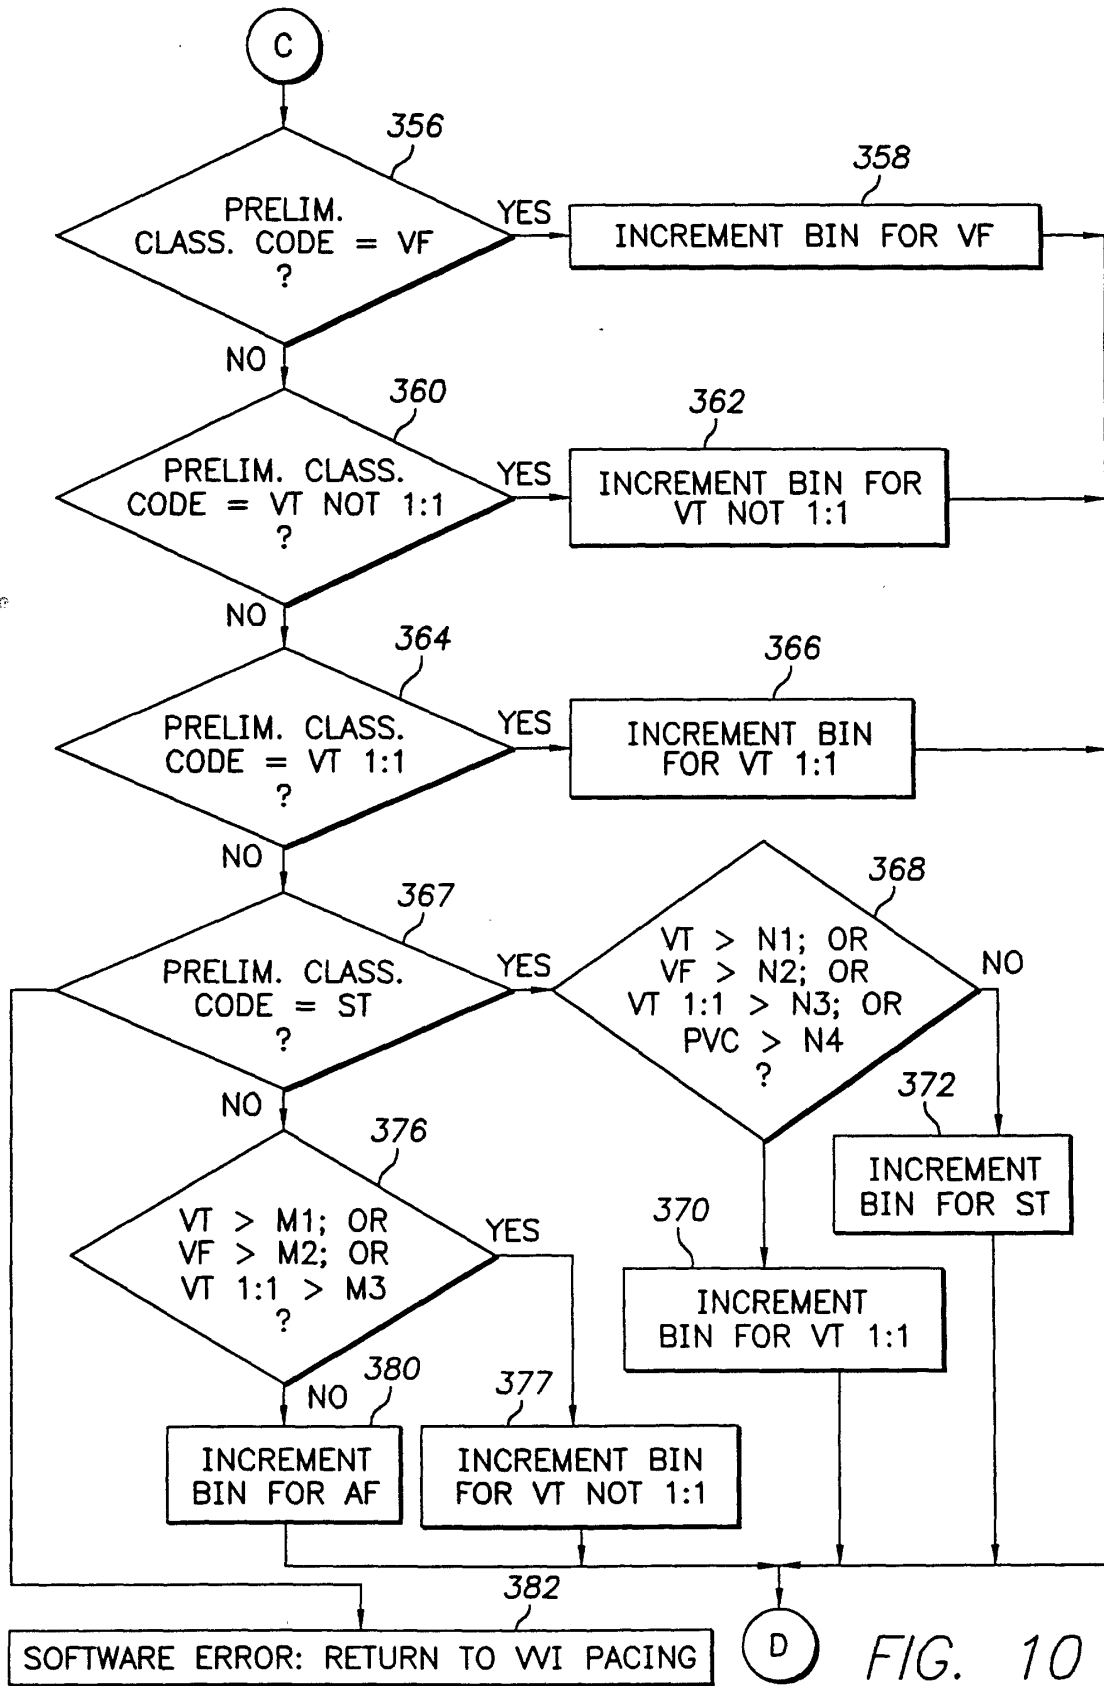 C
356
PRELIM.
CLASS. CODE = VF
?
YES
358
INCREMENT BIN FOR VF
NO
360
PRELIM. CLASS.
CODE = VT NOT 1:1
?
YES
362
INCREMENT BIN FOR
VT NOT 1:1
NO
364
PRELIM. CLASS.
CODE = VT 1:1
?
YES
366
INCREMENT BIN
FOR VT 1:1
NO
367
PRELIM. CLASS.
CODE = ST
?
YES
368
VT > N1; OR
VF > N2; OR
VT 1:1 > N3; OR
PVC > N4
?
NO
372
INCREMENT
BIN FOR ST
370
INCREMENT
BIN FOR VT 1:1
NO
376
VT > M1; OR
VF > M2; OR
VT 1:1 > M3
?
YES
377
INCREMENT BIN
FOR VT NOT 1:1
NO
380
INCREMENT
BIN FOR AF
382
SOFTWARE ERROR: RETURN TO VVI PACING
D
FIG. 10